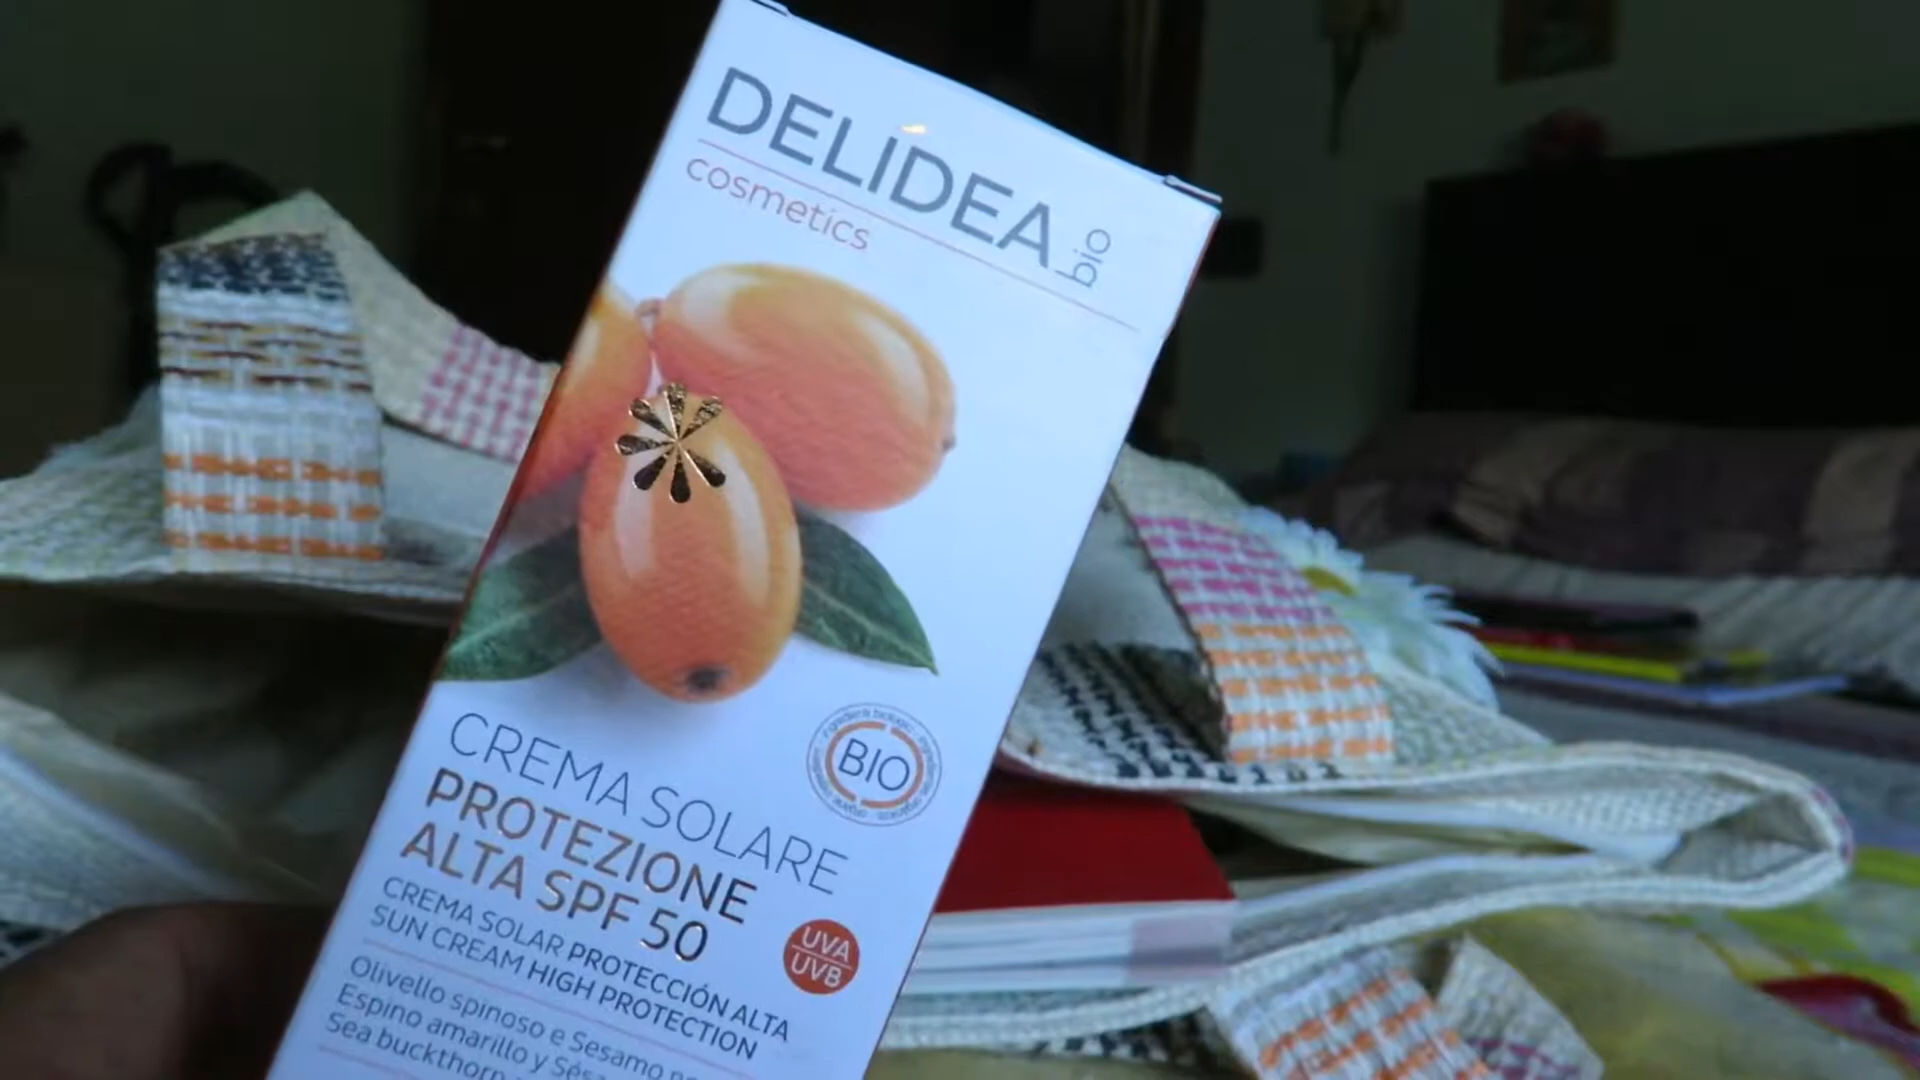 DELIDEA
bio
cosmetics
BIO
CREMA SOLARE
PROTEZIONE
ALTA SPF 50
UVA
UVB
CREMA SOLAR PROTECCIÓN ALTA
SUN CREAM HIGH PROTECTION
Olivello spinoso e Sesamo
Espino amarillo y
Sea buckthorn